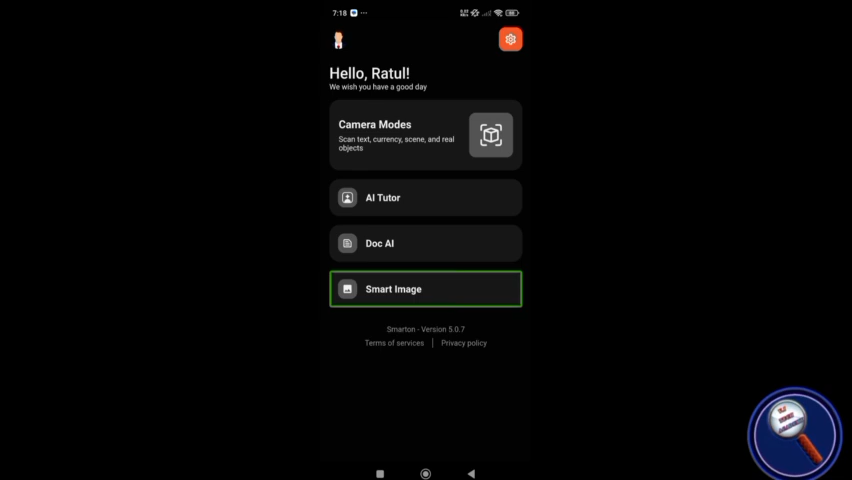 7:18
Hello, Ratul!
We wish you have a good day
Camera Modes
Scan text, currency, scene, and real
objects
AI Tutor
Doc AI
Smart Image
Smarton - Version 5.0.7
Terms of services | Privacy policy